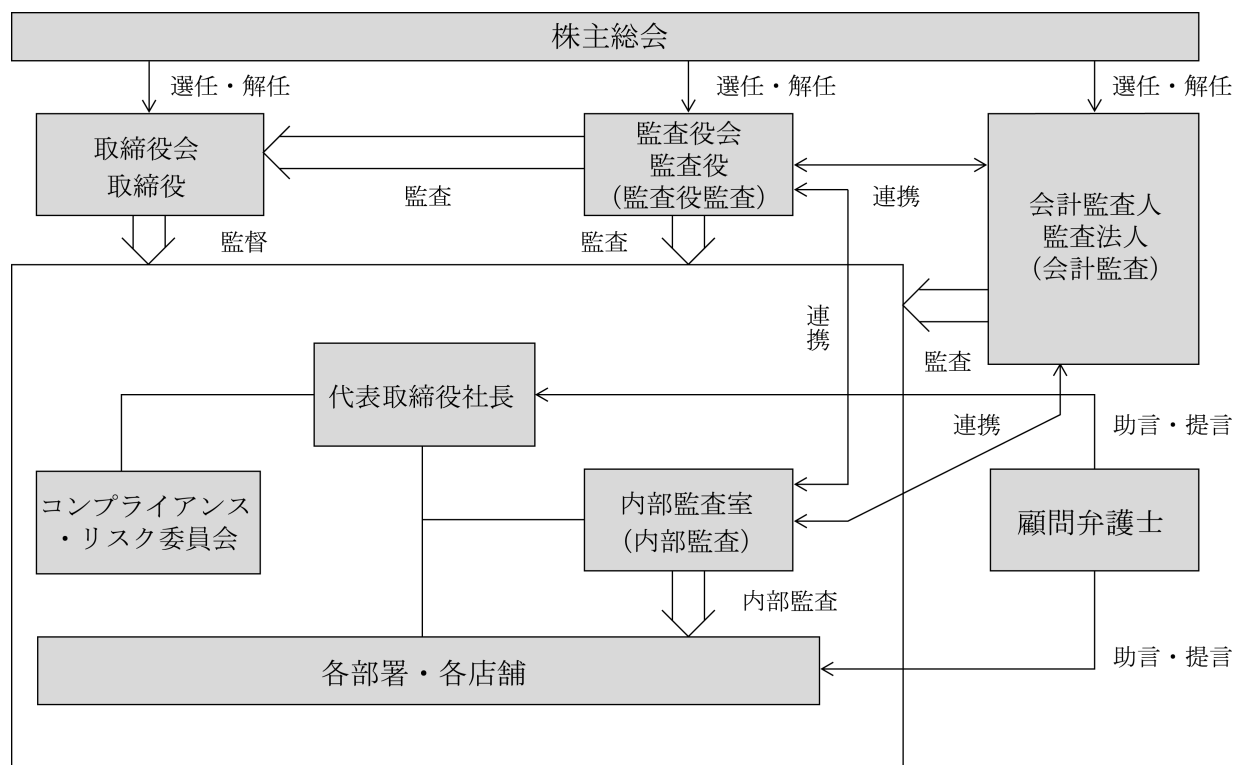 株主総会
選任・解任
選任・解任
選任・解任
取締役会
取締役
監査
監査役会
監査役
(監査役監査)
連携
会計監査人
監査法人
(会計監査)
監督
監査
連携
監査
代表取締役社長
連携
助言・提言
コンプライアンス
・リスク委員会
内部監査室
(内部監査)
顧問弁護士
内部監査
各部署・各店舗
助言・提言